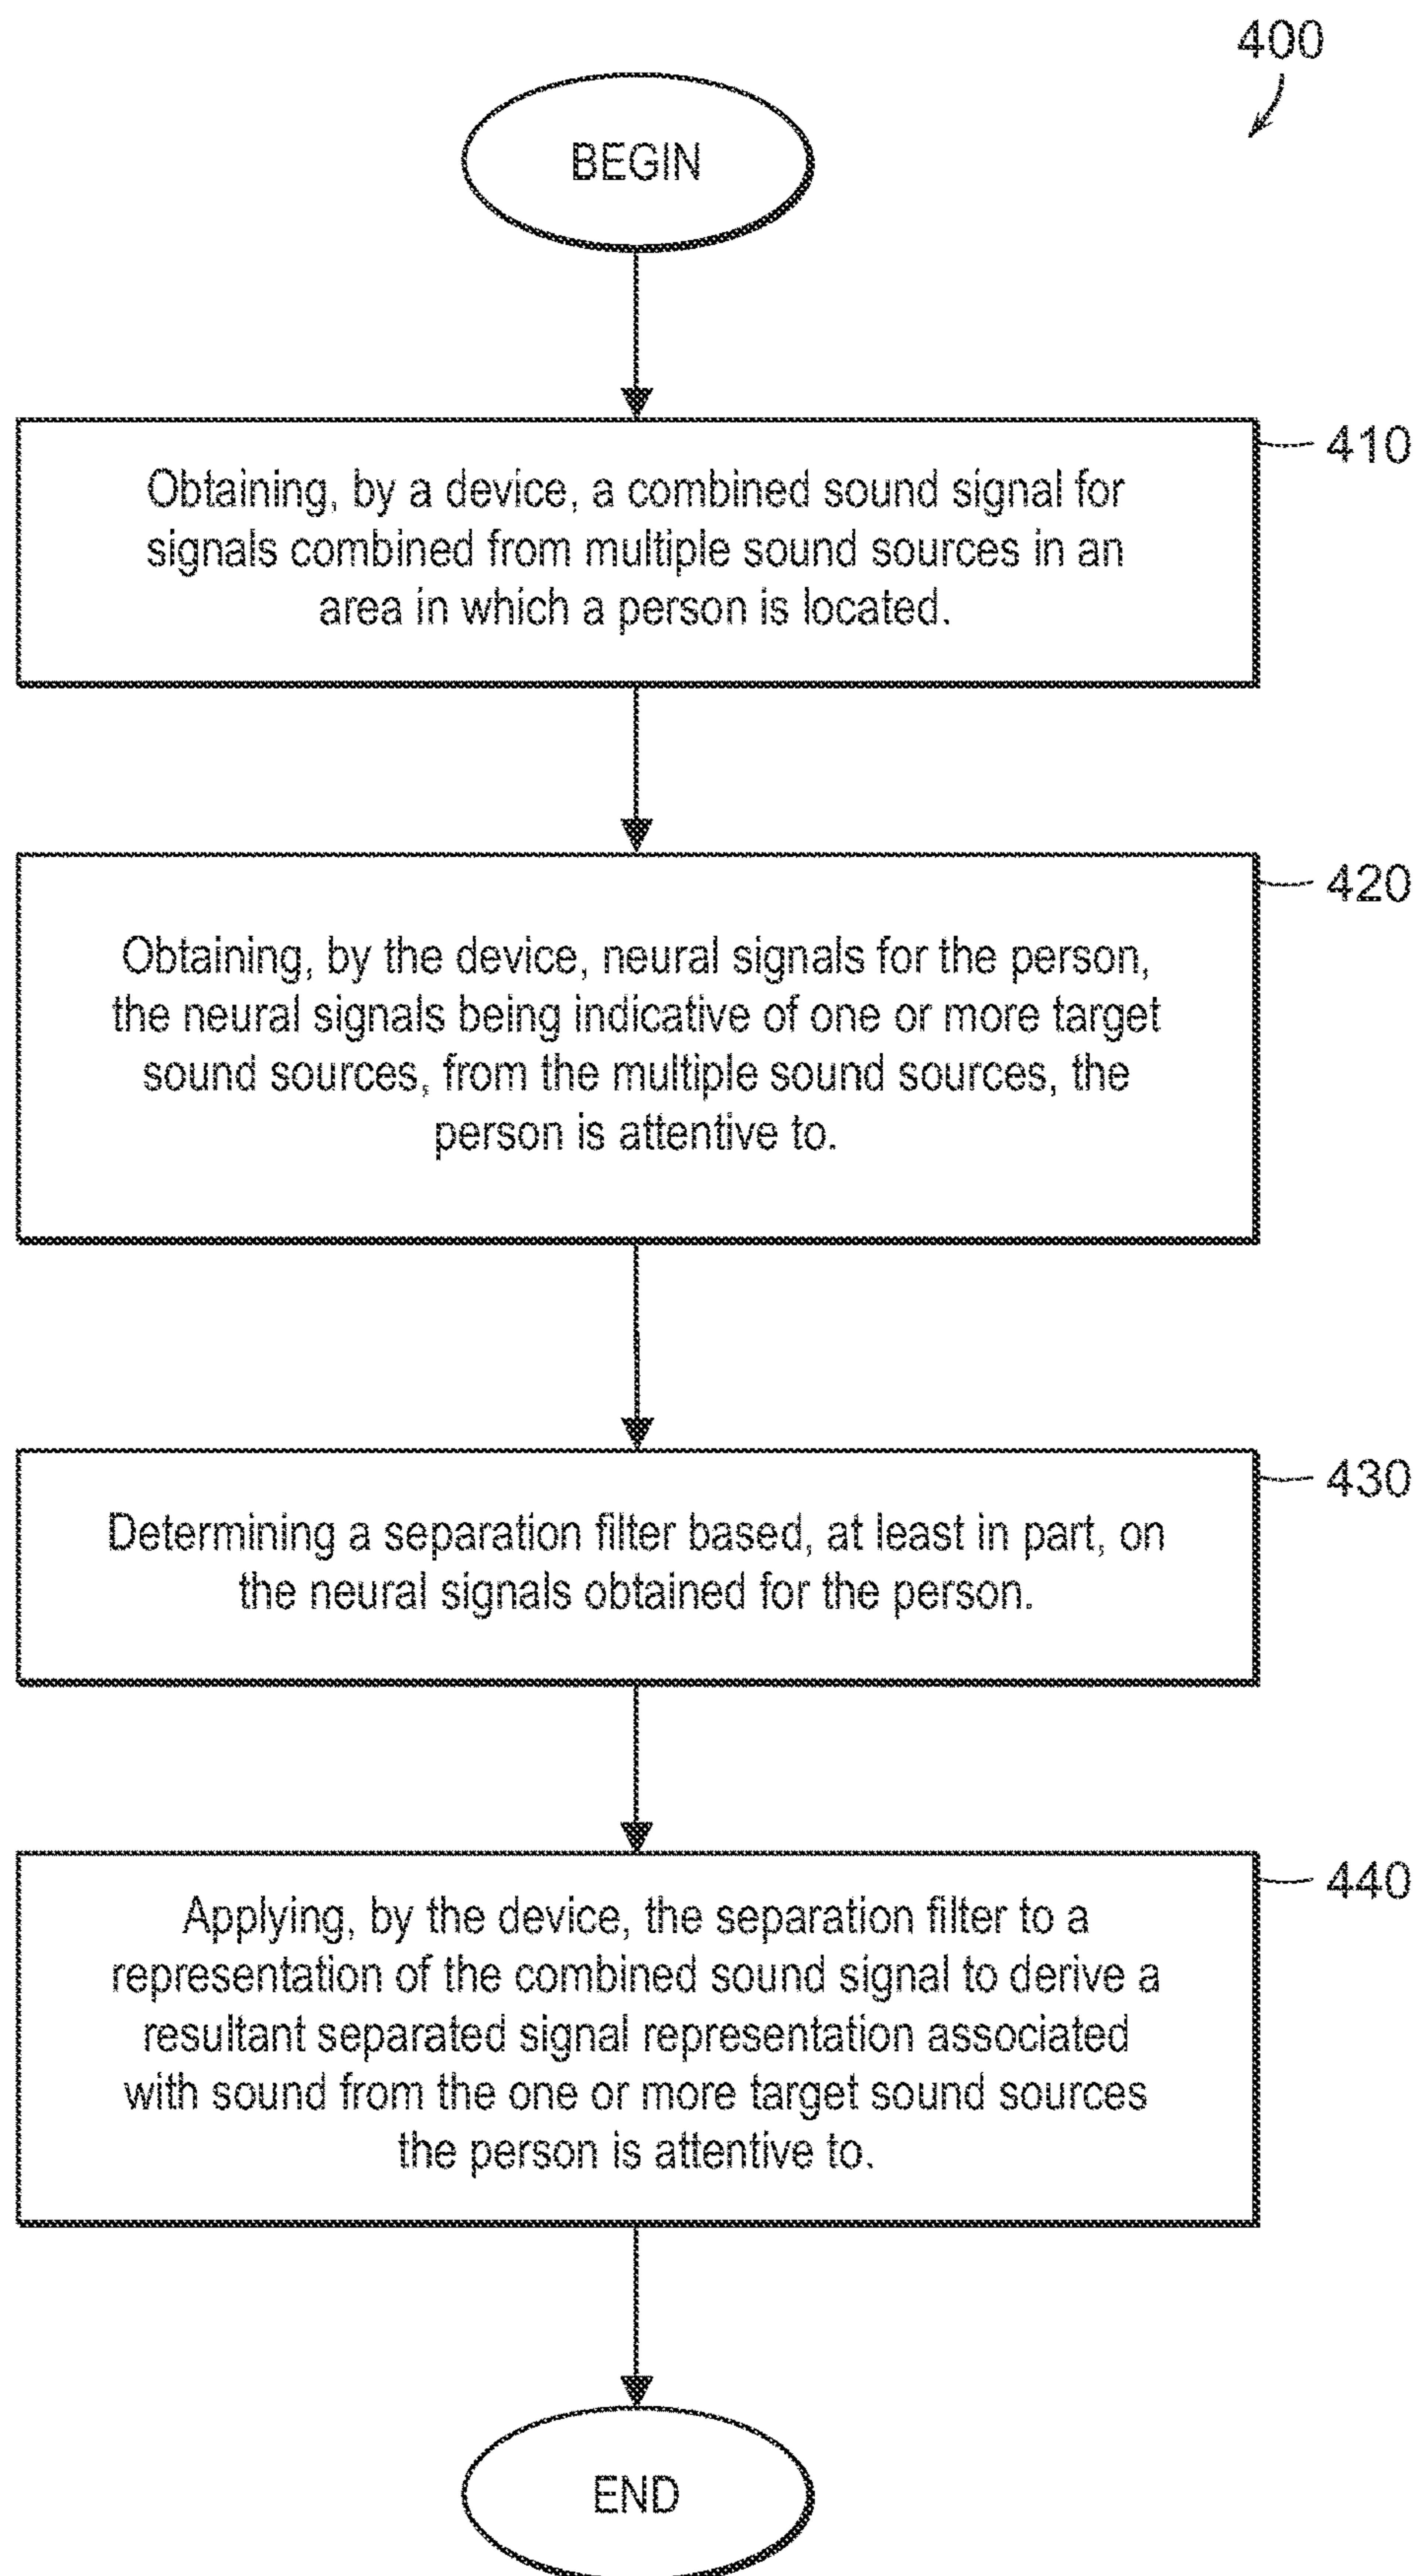 400
BEGIN
410
Obtaining, by a device, a combined sound signal for
signals combined from multiple sound sources in an
area in which a person is located.
420
Obtaining, by the device, neural signals for the person,
the neural signals being indicative of one or more target
sound sources, from the multiple sound sources, the
person is attentive to.
430
Determining a separation filter based, at least in part, on
the neural signals obtained for the person.
440
Applying, by the device, the separation filter to a
representation of the combined sound signal to derive a
resultant separated signal representation associated
with sound from the one or more target sound sources
the person is attentive to.
END